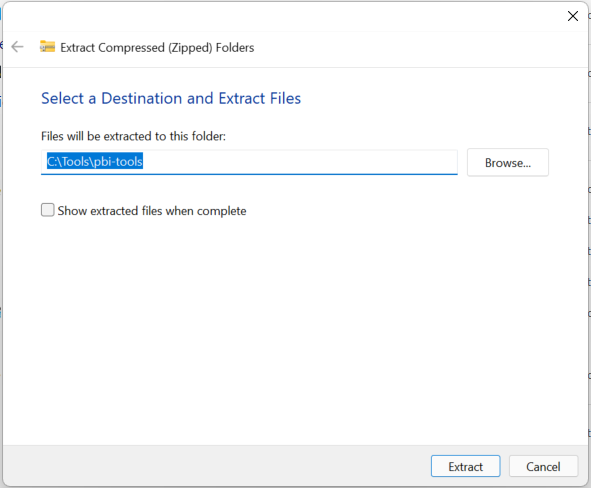 Extract Compressed (Zipped) Folders
Select a Destination and Extract Files
Files will be extracted to this folder:
C:\Tools\pbi-tools
Browse...
Show extracted files when complete
Extract
Cancel